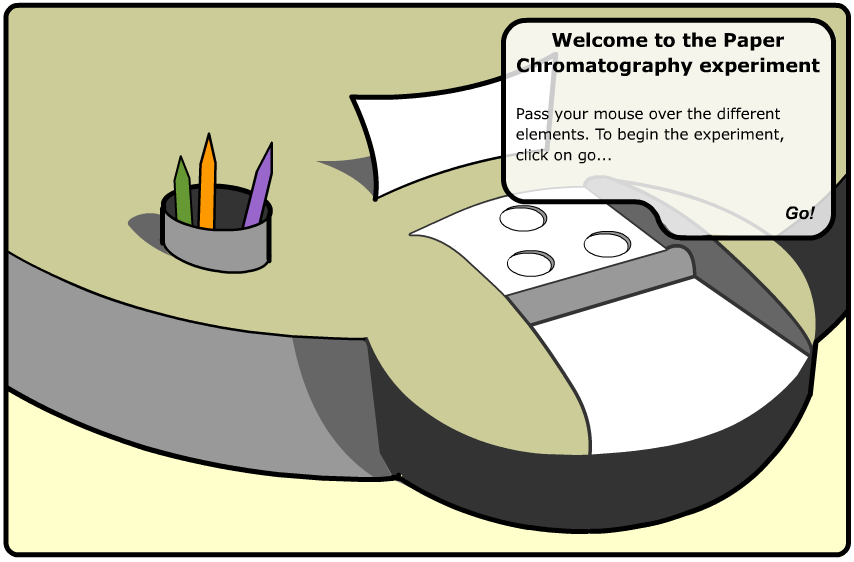 Welcome to the Paper
Chromatography experiment
Pass your mouse over the different
elements. To begin the experiment,
click on go...
Go!